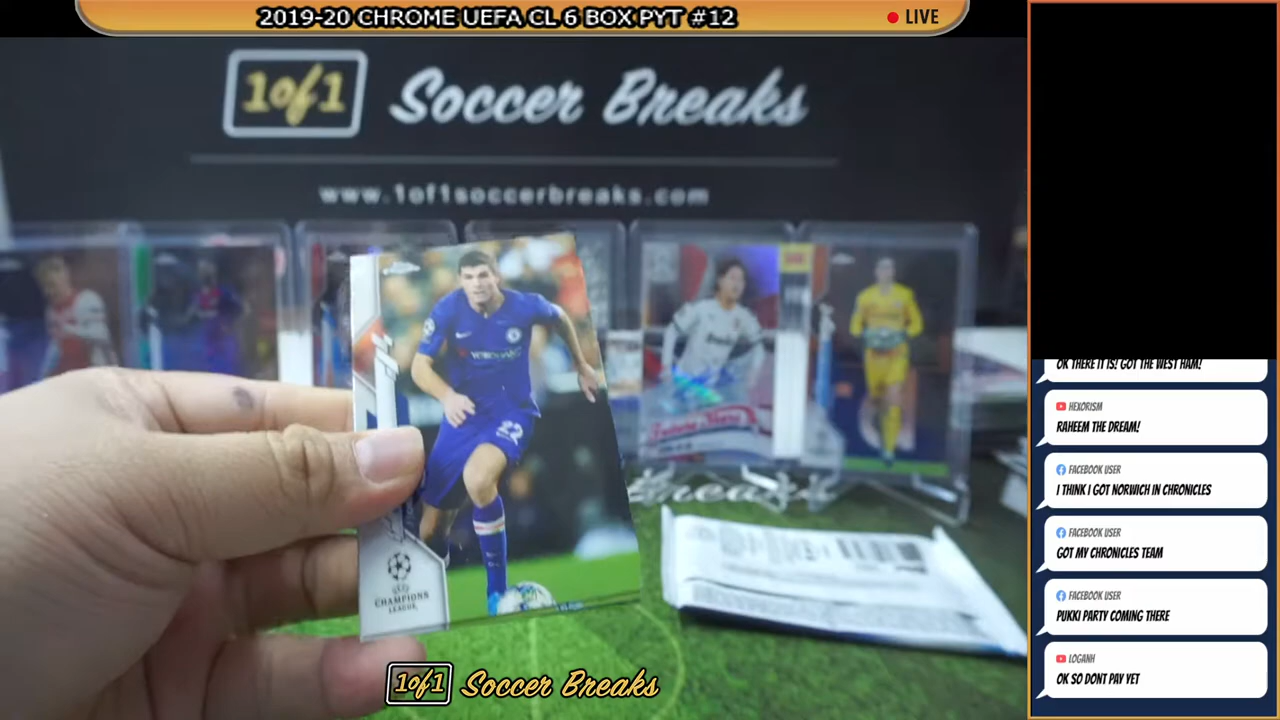 2019-20 CHROME UEFA CL 6 BOX PYT #12
LIVE
1of1 Soccer Breaks
www.1of1soccerbreaks.com
22
CHAMPIONS
LEAGUE
Breaks
1of1 Soccer Breaks
OK THERE IT IS! GOT THE WEST HAM!
HEXORISM
RAHEEM THE DREAM!
FACEBOOK USER
I THINK I GOT NORWICH IN CHRONICLES
FACEBOOK USER
GOT MY CHRONICLES TEAM
FACEBOOK USER
PUKKI PARTY COMING THERE
LOGANH
OK SO DONT PAY YET